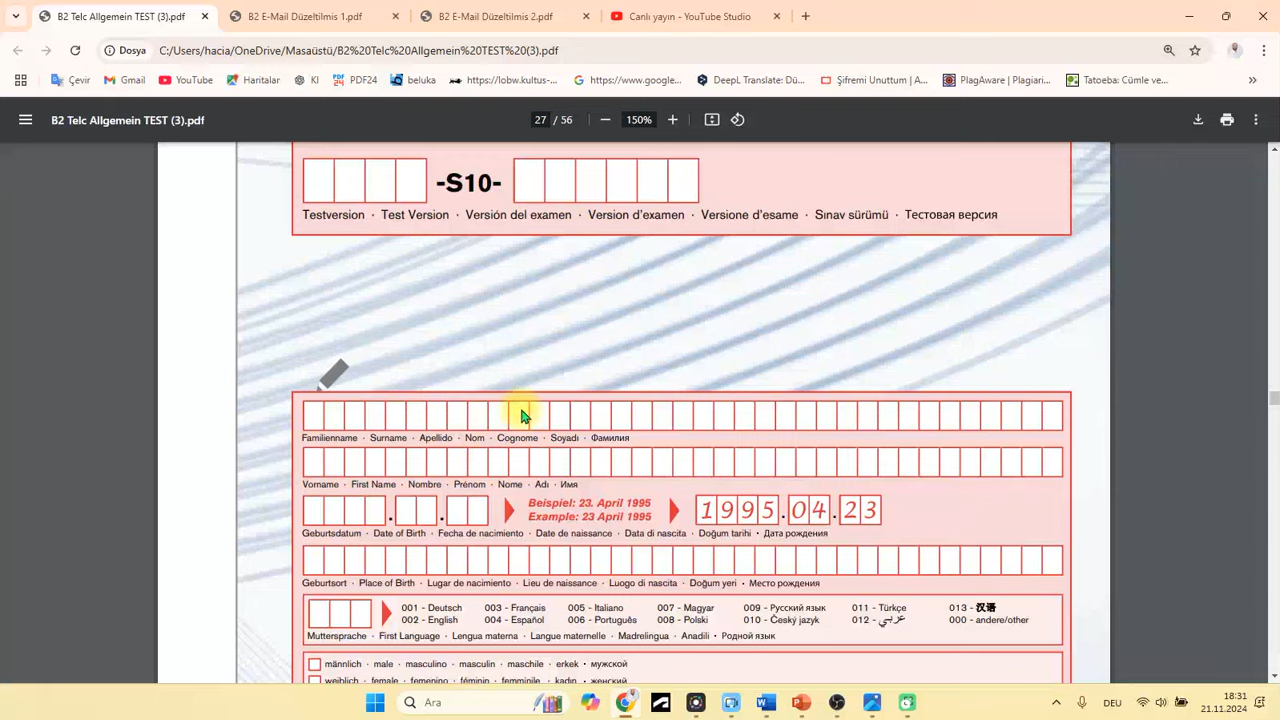 B2 Telc Allgemein TEST (3).pdf
B2 E-Mail Düzeltilmis 1.pdf
B2 E-Mail Düzeltilmis 2.pdf
Canlı yayın - YouTube Studio
Dosya
C:/Users/hacia/OneDrive/Masaüstü/B2%20Telc%20Allgemein%20TEST%20(3).pdf
Çevir
Gmail
YouTube
Haritalar
KI
PDF24
beluka
https://lobw.kultus-...
https://www.google...
DeepL Translate: Dü...
Şifremi Unuttum | A...
PlagAware | Plagiari...
Tatoeba: Cümle ve...
B2 Telc Allgemein TEST (3).pdf
27 / 56
150%
-S10-
Testversion · Test Version · Versión del examen · Version d'examen · Versione d'esame · Sınav sürümü · Тестовая версия
Familienname · Surname · Apellido · Nom · Cognome · Soyadı · Фамилия
Vorname · First Name · Nombre · Prénom · Nome · Adı · Имя
Beispiel: 23. April 1995
Example: 23 April 1995
1995.04.23
Geburtsdatum · Date of Birth · Fecha de nacimiento · Date de naissance · Data di nascita · Doğum tarihi · Дата рождения
Geburtsort · Place of Birth · Lugar de nacimiento · Lieu de naissance · Luogo di nascita · Doğum yeri · Место рождения
001 - Deutsch 003 - Français 005 - Italiano 007 - Magyar 009 - Русский язык 011 - Türkçe 013 - 汉语
002 - English 004 - Español 006 - Português 008 - Polski 010 - Český jazyk 012 - عربي 000 - andere/other
Muttersprache · First Language · Lengua materna · Langue maternelle · Madrelingua · Anadili · Родной язык
männlich · male · masculino · masculin · maschile · erkek · мужской
weiblich · female · femenino · féminin · femminile · kadın · женский
Ara
DEU
18:31
21.11.2024